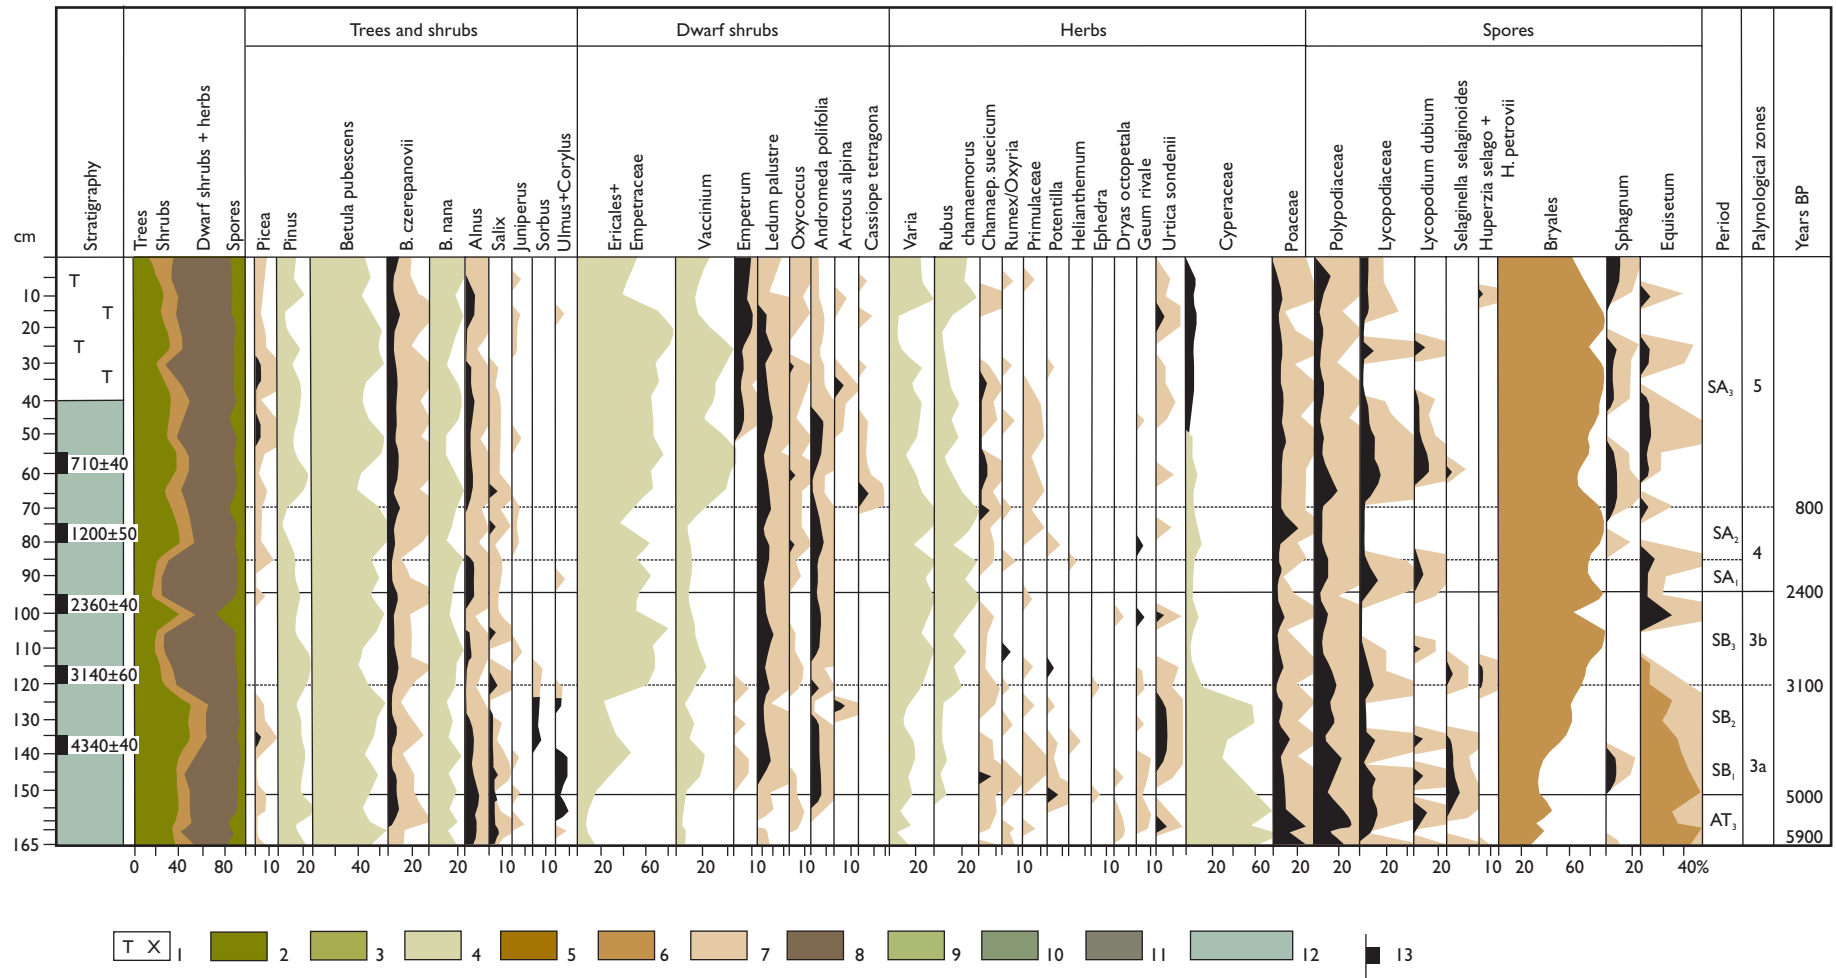 Trees and shrubs Dwarf shrubs Herbs Spores
cm
Stratigraphy
Trees
Shrubs
Dwarf shrubs + herbs
Spores
Picea
Pinus
Betula pubescens
B. czerepanovii
B. nana
Alnus
Salix
Juniperus
Sorbus
Ulmus+Corylus
Ericales+
Empetraceae
Vaccinium
Empetrum
Ledum palustre
Oxycoccus
Andromeda polifolia
Arctous alpina
Cassiope tetragona
Varia
Rubus
chamaemorus
Chamaep. suecicum
Rumex/Oxyria
Primulaceae
Potentilla
Helianthemum
Ephedra
Dryas octopetala
Geum rivale
Urtica sondenii
Cyperaceae
Poaceae
Polypodiaceae
Lycopodiaceae
Lycopodium dubium
Selaginella selaginoides
Huperzia selago +
H. petrovii
Bryales
Sphagnum
Equisetum
Period
Palynological zones
Years BP
T
10
T
20
T
30
T
40 SA3 5
50
710±40
60
70 800
1200±50 SA2
80
4
90 SA1
2400
2360±40
100
SB3 3b
110
3140±60
120 3100
130 SB2
4340±40
140
SB1 3a
150 5000
AT3
5900
165
0 40 80 10 20 40 20 20 10 10 20 60 20 10 10 20 20 10 10 10 20 60 20 20 20 20 10 20 60 20 40%
T X 1 2 3 4 5 6 7 8 9 10 11 12 13